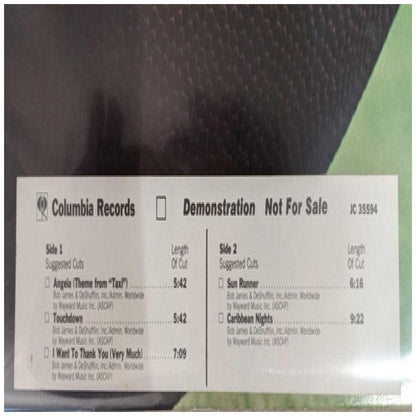 Columbia Records Demonstration Not For Sale JC 35594
Side 1 Length
Suggested Cuts Of Cut
Angela (Theme from "Taxi") 5:42
Bob James & DeShufflin, Inc. Admin. Worldwide
by Wayward Music Inc. (ASCAP)
Touchdown 5:42
Bob James & DeShufflin, Inc. Admin. Worldwide
by Wayward Music Inc. (ASCAP)
I Want To Thank You (Very Much) 7:09
Bob James & DeShufflin, Inc. Admin. Worldwide
by Wayward Music Inc. (ASCAP)
Side 2 Length
Suggested Cuts Of Cut
Sun Runner 6:16
Bob James & DeShufflin, Inc. Admin. Worldwide
by Wayward Music Inc. (ASCAP)
Caribbean Nights 9:22
Bob James & DeShufflin, Inc. Admin. Worldwide
by Wayward Music Inc. (ASCAP)